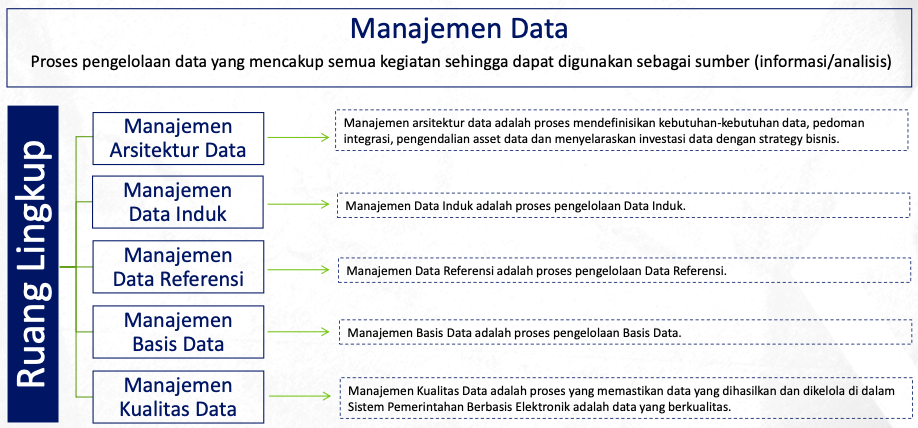 Manajemen Data
Proses pengelolaan data yang mencakup semua kegiatan sehingga dapat digunakan sebagai sumber (informasi/analisis)
Ruang Lingkup
Manajemen
Arsitektur Data
Manajemen arsitektur data adalah proses mendefinisikan kebutuhan-kebutuhan data, pedoman
integrasi, pengendalian asset data dan menyelaraskan investasi data dengan strategy bisnis.
Manajemen
Data Induk
Manajemen Data Induk adalah proses pengelolaan Data Induk.
Manajemen
Data Referensi
Manajemen Data Referensi adalah proses pengelolaan Data Referensi.
Manajemen
Basis Data
Manajemen Basis Data adalah proses pengelolaan Basis Data.
Manajemen
Kualitas Data
Manajemen Kualitas Data adalah proses yang memastikan data yang dihasilkan dan dikelola di dalam
Sistem Pemerintahan Berbasis Elektronik adalah data yang berkualitas.